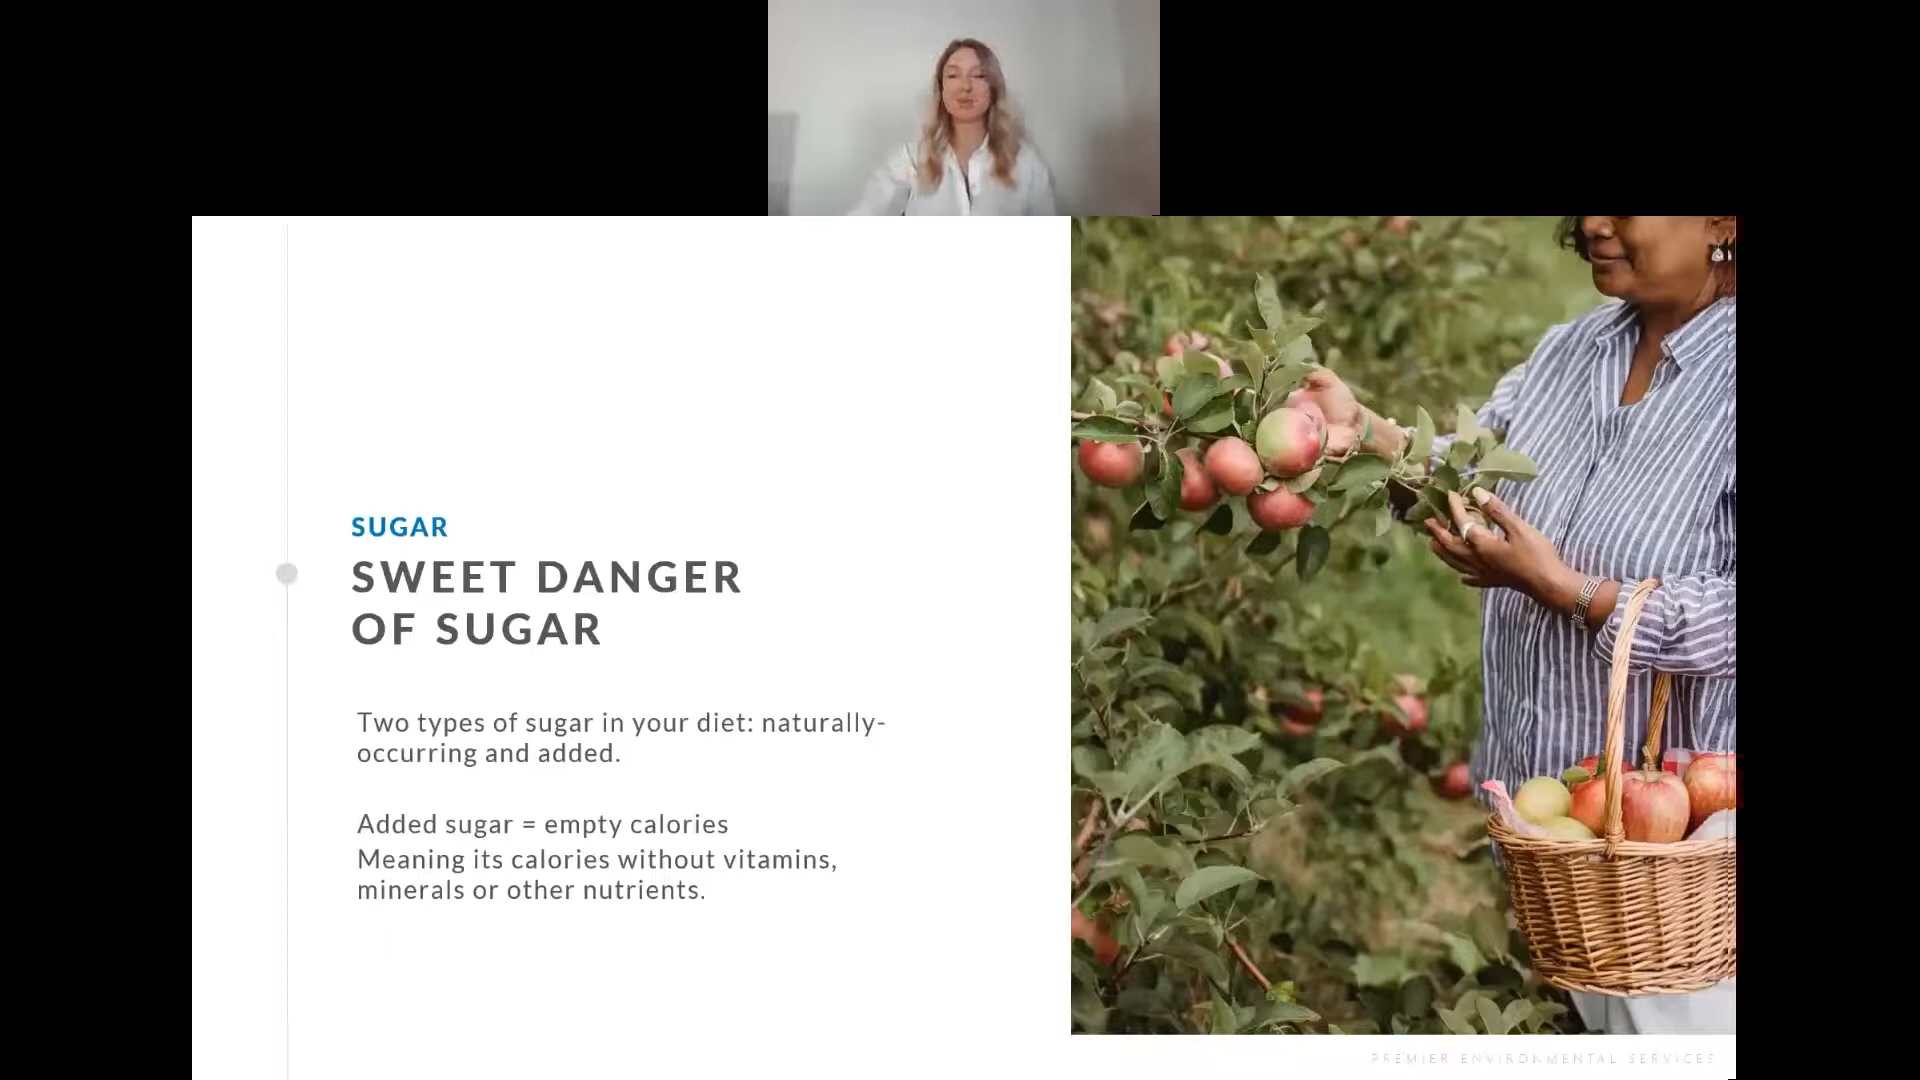 SUGAR
SWEET DANGER
OF SUGAR
Two types of sugar in your diet: naturally-
occurring and added.
Added sugar = empty calories
Meaning its calories without vitamins,
minerals or other nutrients.
PREMIER ENVIRONMENTAL SERVICES